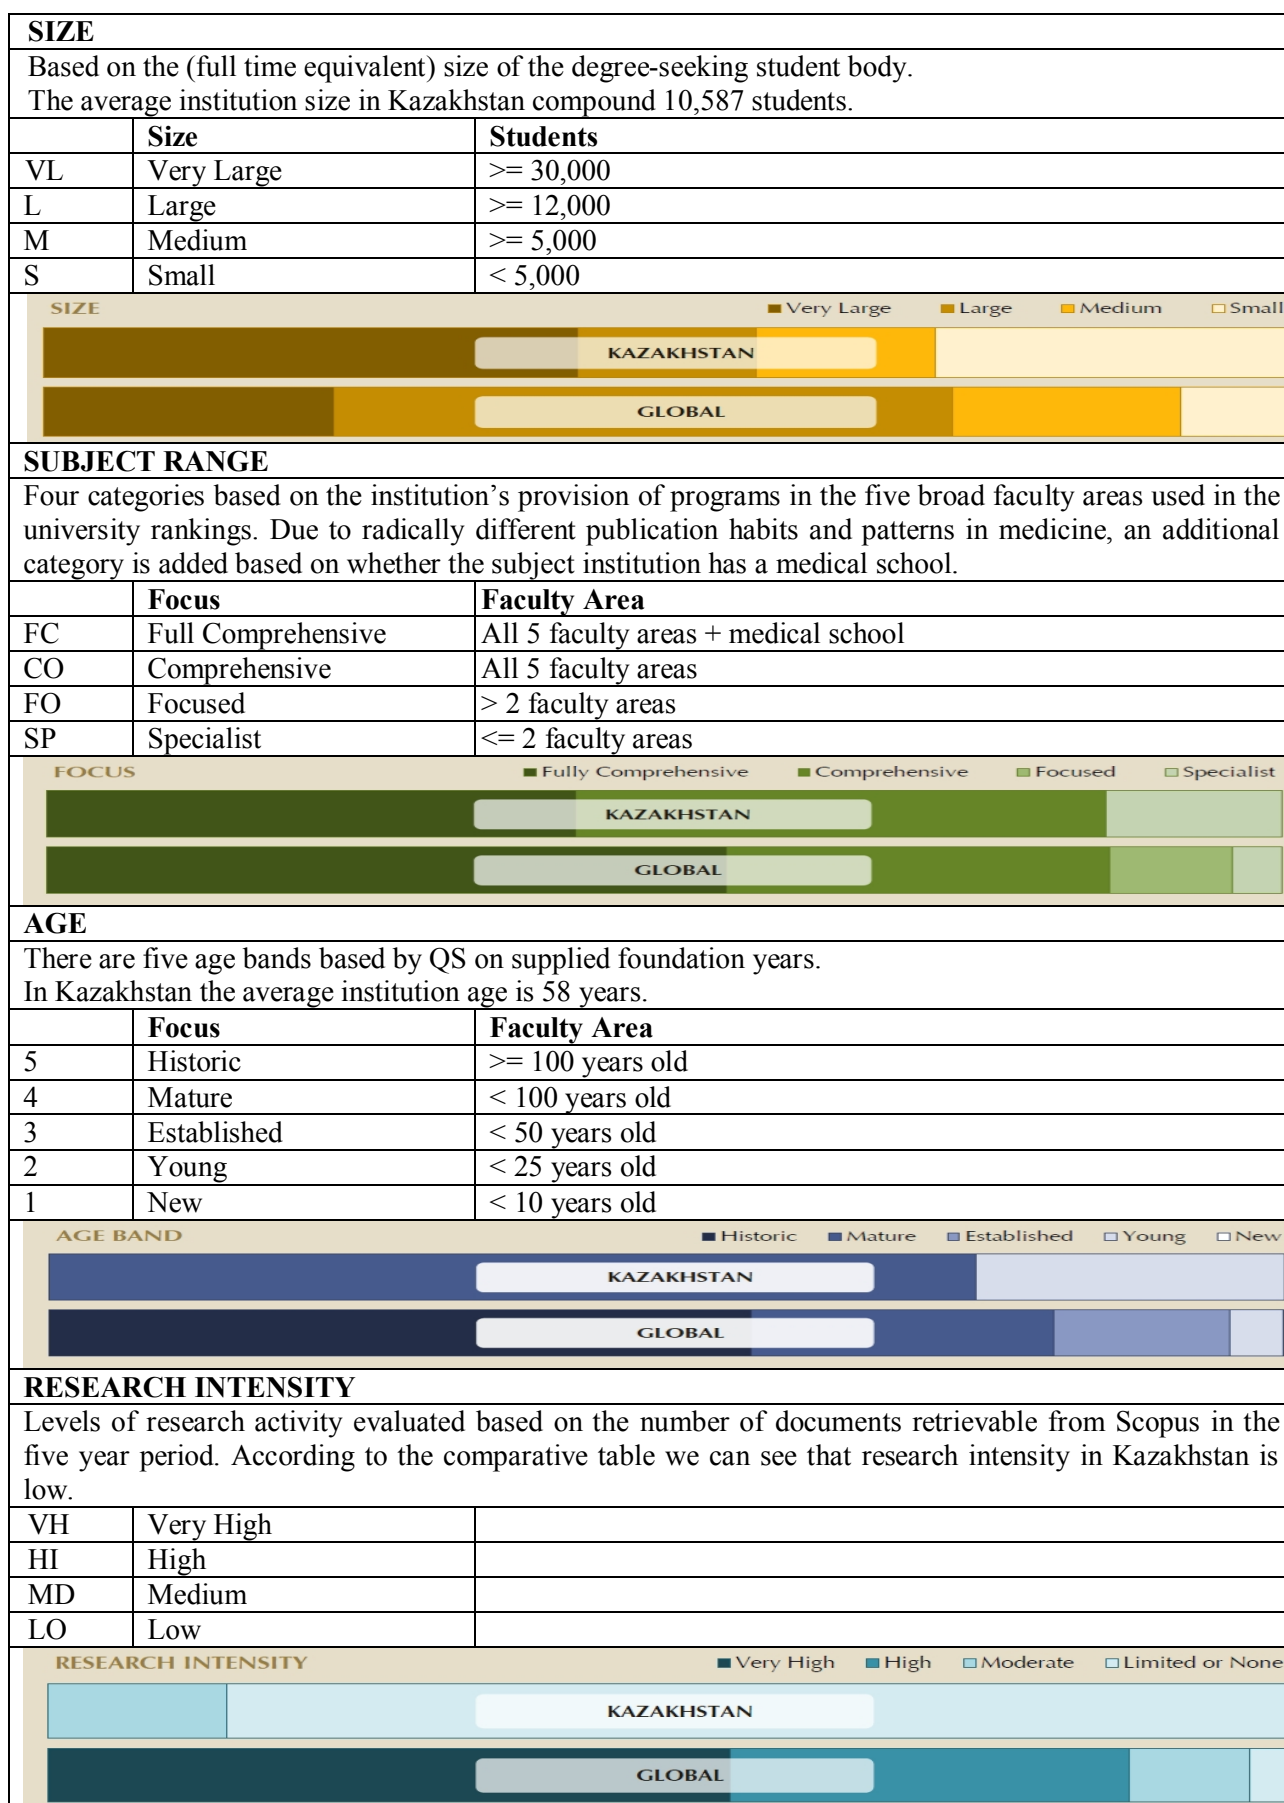 SIZE
Based on the (full time equivalent) size of the degree-seeking student body.
The average institution size in Kazakhstan compound 10,587 students.
Size Students
VL Very Large >= 30,000
L Large >= 12,000
M Medium >= 5,000
S Small < 5,000
SIZE Very Large Large Medium Small
KAZAKHSTAN
GLOBAL
SUBJECT RANGE
Four categories based on the institution’s provision of programs in the five broad faculty areas used in the
university rankings. Due to radically different publication habits and patterns in medicine, an additional
category is added based on whether the subject institution has a medical school.
Focus Faculty Area
FC Full Comprehensive All 5 faculty areas + medical school
CO Comprehensive All 5 faculty areas
FO Focused > 2 faculty areas
SP Specialist <= 2 faculty areas
FOCUS Fully Comprehensive Comprehensive Focused Specialist
KAZAKHSTAN
GLOBAL
AGE
There are five age bands based by QS on supplied foundation years.
In Kazakhstan the average institution age is 58 years.
Focus Faculty Area
5 Historic >= 100 years old
4 Mature < 100 years old
3 Established < 50 years old
2 Young < 25 years old
1 New < 10 years old
AGE BAND Historic Mature Established Young New
KAZAKHSTAN
GLOBAL
RESEARCH INTENSITY
Levels of research activity evaluated based on the number of documents retrievable from Scopus in the
five year period. According to the comparative table we can see that research intensity in Kazakhstan is
low.
VH Very High
HI High
MD Medium
LO Low
RESEARCH INTENSITY Very High High Moderate Limited or None
KAZAKHSTAN
GLOBAL